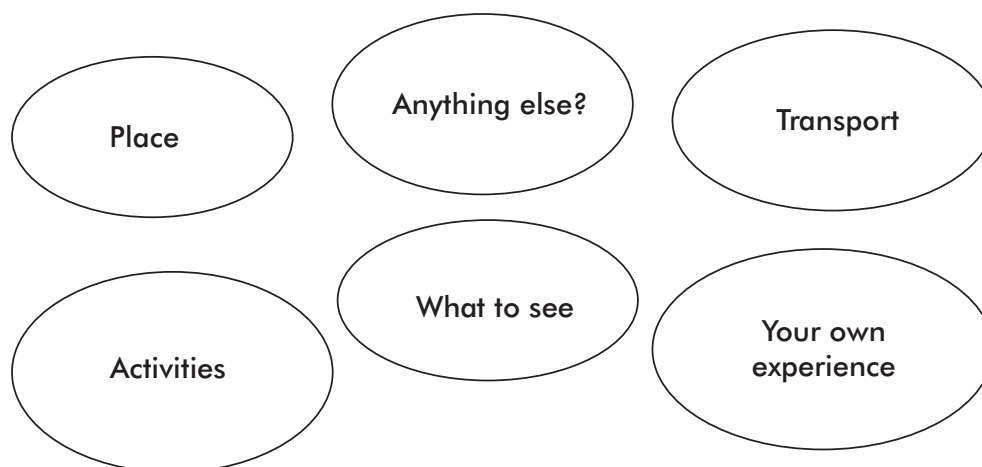 Place
Anything else?
Transport
Activities
What to see
Your own
experience